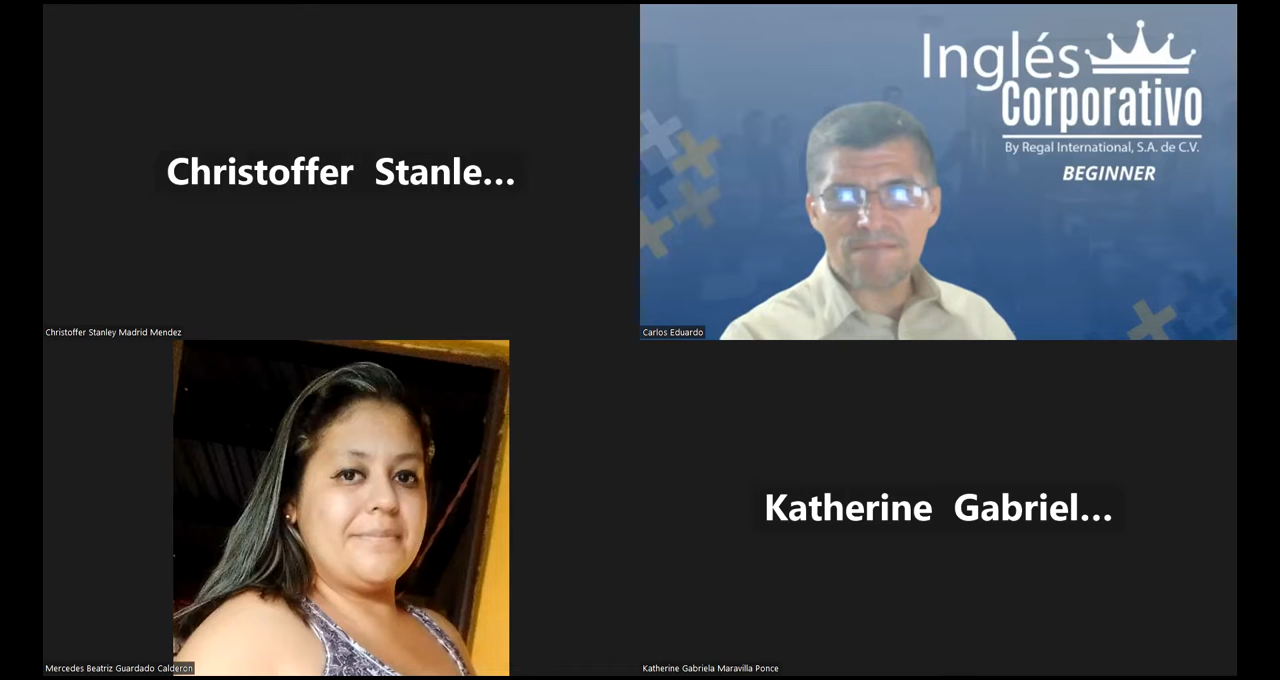 Christoffer Stanle...
Christoffer Stanley Madrid Mendez
Inglés
Corporativo
By Regal International, S.A. de C.V.
BEGINNER
Carlos Eduardo
Mercedes Beatriz Guardado Calderon
Katherine Gabriel...
Katherine Gabriela Maravilla Ponce